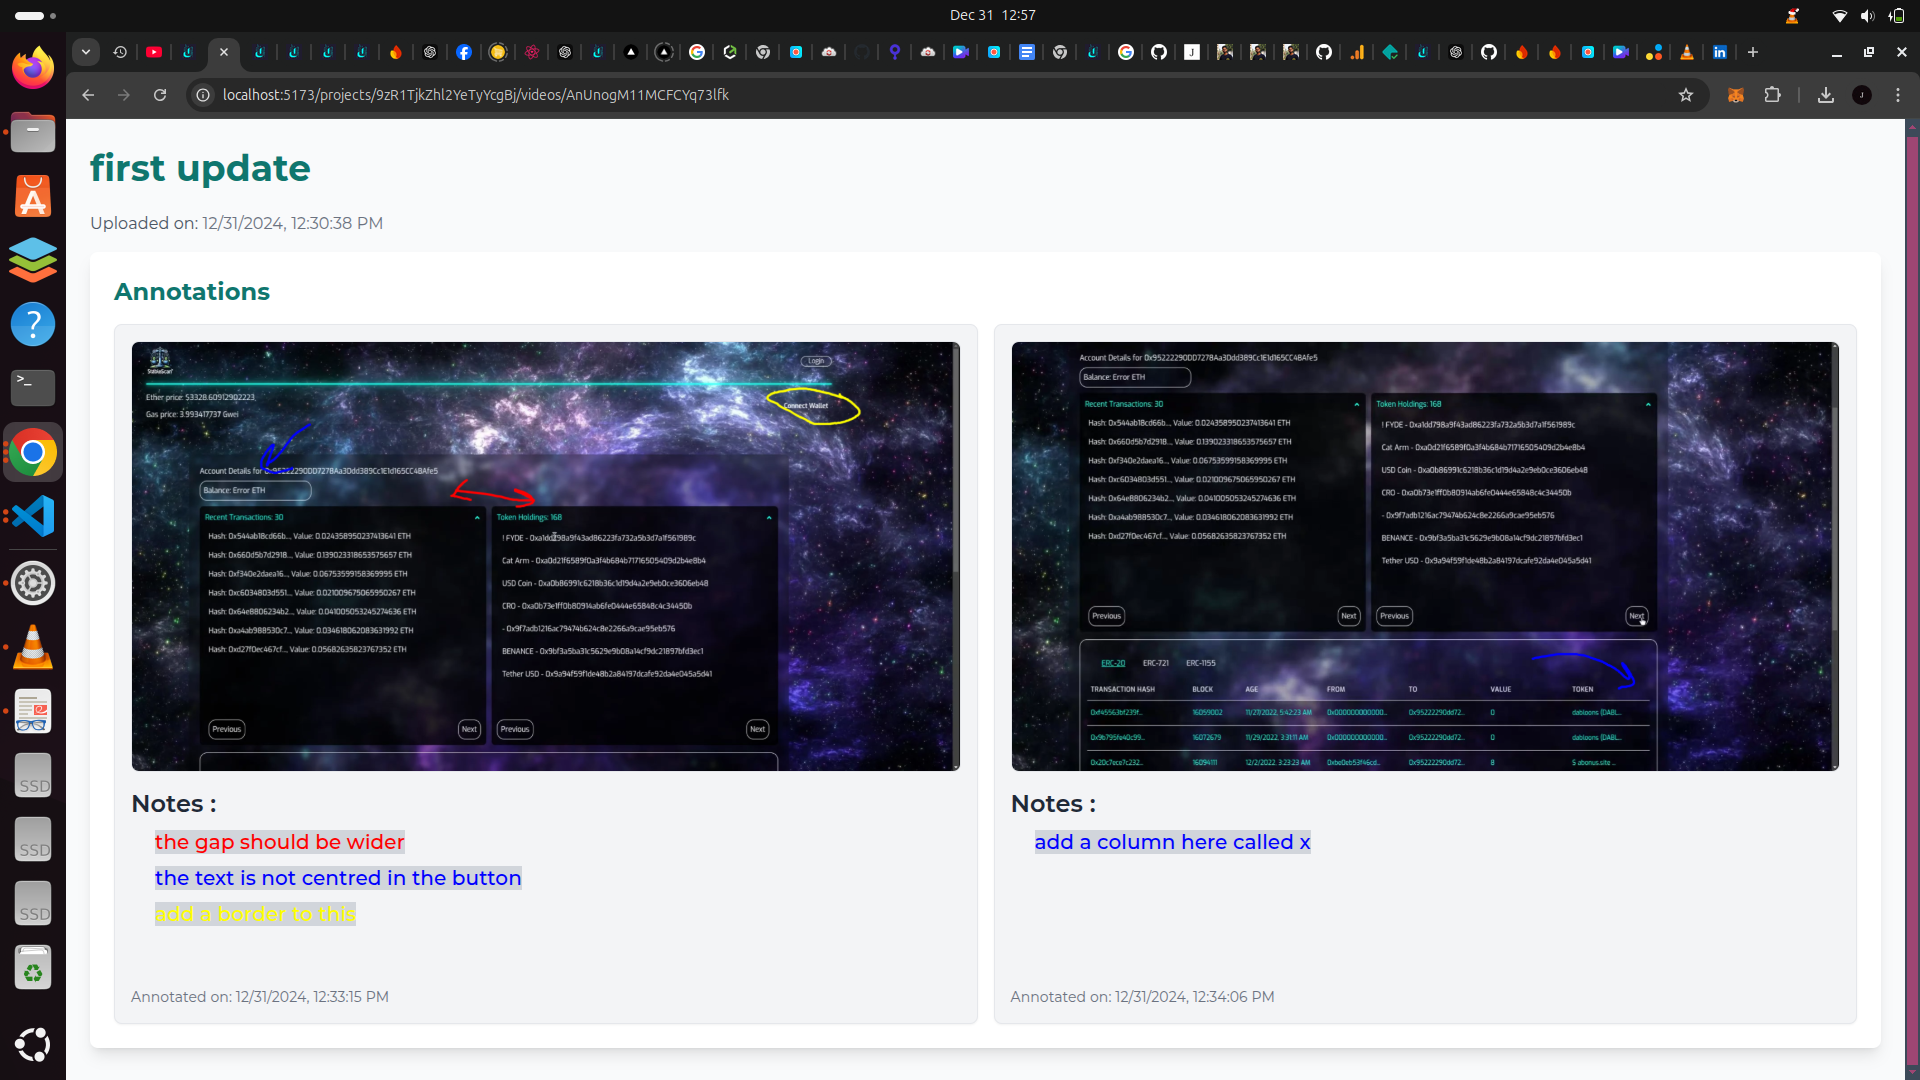 Dec 31 12:57
localhost:5173/projects/9zR1TjkZhl2YeTyYcgBj/videos/AnUnogM11MCFCYq73lfk
first update
Uploaded on: 12/31/2024, 12:30:38 PM
Annotations
Login
Ether price: $3328.60912902223
Connect Wallet
Gas price: 3.993417737 Gwei
Account Details for 0x95222290DD7278Aa3Ddd389Cc1E1d165CC4BAfe5
Balance: Error ETH
Recent Transactions: 30
Hash: 0x544ab18cd66b... Value: 0.024358950237413641 ETH
Hash: 0x660d5b7d2918... Value: 0.139023318653575657 ETH
Hash: 0xf340e2daea16... Value: 0.06753599158369995 ETH
Hash: 0xc6034803d551... Value: 0.021009675065950267 ETH
Hash: 0x64e8806234b2... Value: 0.041005053245274636 ETH
Hash: 0xa4ab988530c7... Value: 0.034618062083631992 ETH
Hash: 0xd27f0ec467cf... Value: 0.05682635823767352 ETH
Previous
Next
Token Holdings: 168
! FYDE - 0xa1dd798a9f43ad86223fa732a5b3d7a1f561989c
Cat Arm - 0xa0d21f6589f0a3f4b684b71716505409d2b4e8b4
USD Coin - 0xa0b86991c6218b36c1d19d4a2e9eb0ce3606eb48
CRO - 0xa0b73e1ff0b80914ab6fe0444e65848c4c34450b
- 0x9f7adb1216ac79474b624c8e2266a9cae95eb576
BENANCE - 0x9bf3a5ba31c5629e9b08a14cf9dc21897bfd3ec1
Tether USD - 0x9a94f59f1de48b2a84197dcafe92da4e045a5d41
Previous
Next
Notes :
the gap should be wider
the text is not centred in the button
add a border to this
Annotated on: 12/31/2024, 12:33:15 PM
Account Details for 0x95222290DD7278Aa3Ddd389Cc1E1d165CC4BAfe5
Balance: Error ETH
Recent Transactions: 30
Hash: 0x544ab18cd66b... Value: 0.024358950237413641 ETH
Hash: 0x660d5b7d2918... Value: 0.139023318653575657 ETH
Hash: 0xf340e2daea16... Value: 0.06753599158369995 ETH
Hash: 0xc6034803d551... Value: 0.021009675065950267 ETH
Hash: 0x64e8806234b2... Value: 0.041005053245274636 ETH
Hash: 0xa4ab988530c7... Value: 0.034618062083631992 ETH
Hash: 0xd27f0ec467cf... Value: 0.05682635823767352 ETH
Previous
Next
Token Holdings: 168
! FYDE - 0xa1dd798a9f43ad86223fa732a5b3d7a1f561989c
Cat Arm - 0xa0d21f6589f0a3f4b684b71716505409d2b4e8b4
USD Coin - 0xa0b86991c6218b36c1d19d4a2e9eb0ce3606eb48
CRO - 0xa0b73e1ff0b80914ab6fe0444e65848c4c34450b
- 0x9f7adb1216ac79474b624c8e2266a9cae95eb576
BENANCE - 0x9bf3a5ba31c5629e9b08a14cf9dc21897bfd3ec1
Tether USD - 0x9a94f59f1de48b2a84197dcafe92da4e045a5d41
Previous
Next
ERC-20 ERC-721 ERC-1155
TRANSACTION HASH BLOCK AGE FROM TO VALUE TOKEN
0xf45563bf239f... 16059002 11/27/2022, 5:42:23 AM 0x000000000000... 0x95222290dd72... 0 dabloons (DABL...
0x9b795fe40c99... 16072679 11/29/2022, 3:31:11 AM 0x000000000000... 0x95222290dd72... 0 dabloons (DABL...
0x20c7ece7c232... 16094111 12/2/2022, 3:23:23 AM 0xbe0eb53f46cd... 0x95222290dd72... 8 $ abonus.site ...
Notes :
add a column here called x
Annotated on: 12/31/2024, 12:34:06 PM